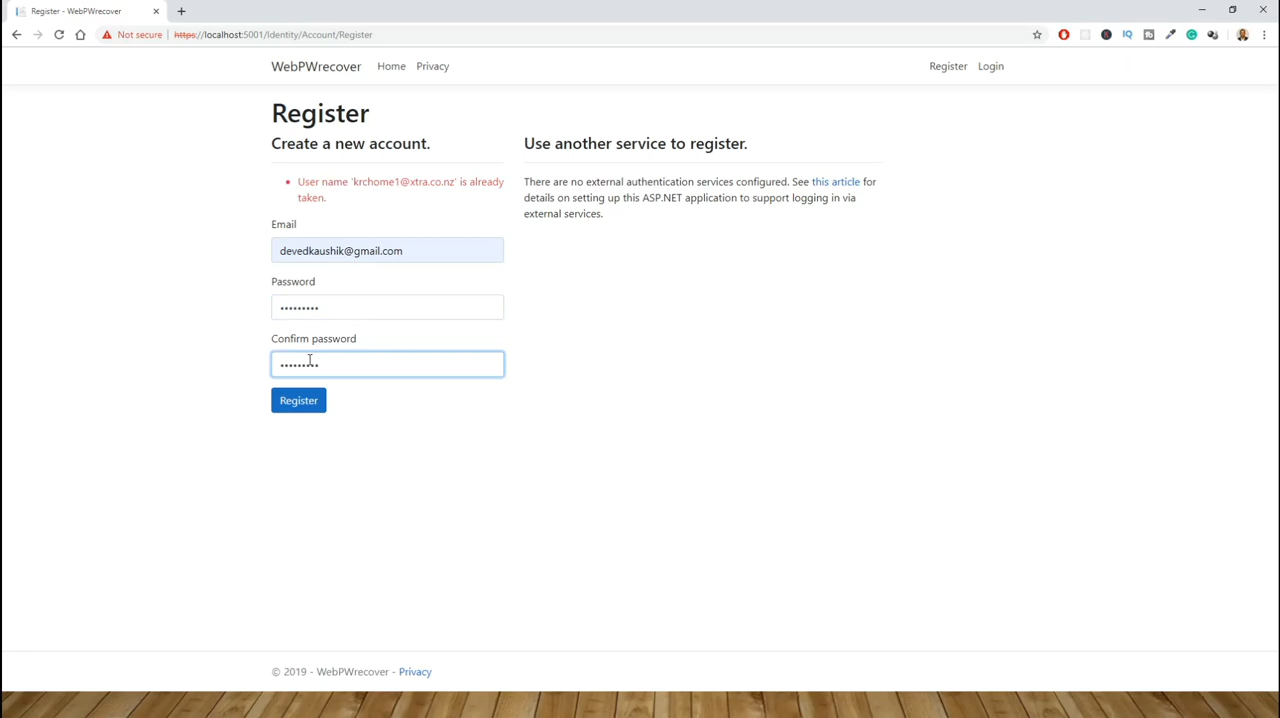 Register - WebPWrecover
Not secure
https://localhost:5001/Identity/Account/Register
WebPWrecover Home Privacy Register Login
Register
Create a new account.
User name 'krchome1@xtra.co.nz' is already
taken.
Email
devedkaushik@gmail.com
Password
•••••••••
Confirm password
•••••••••
Register
Use another service to register.
There are no external authentication services configured. See this article for
details on setting up this ASP.NET application to support logging in via
external services.
© 2019 - WebPWrecover - Privacy